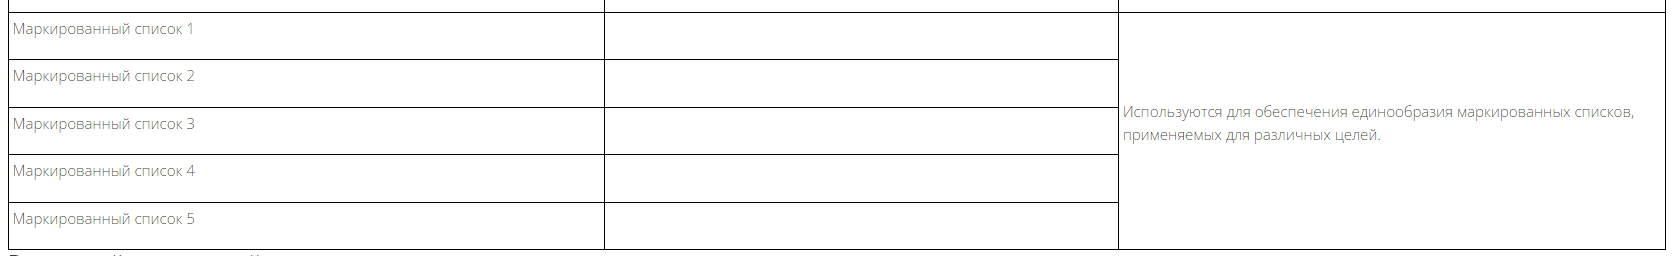 Маркированный список 1
Маркированный список 2
Маркированный список 3
Маркированный список 4
Маркированный список 5
Используются для обеспечения единообразия маркированных списков,
применяемых для различных целей.